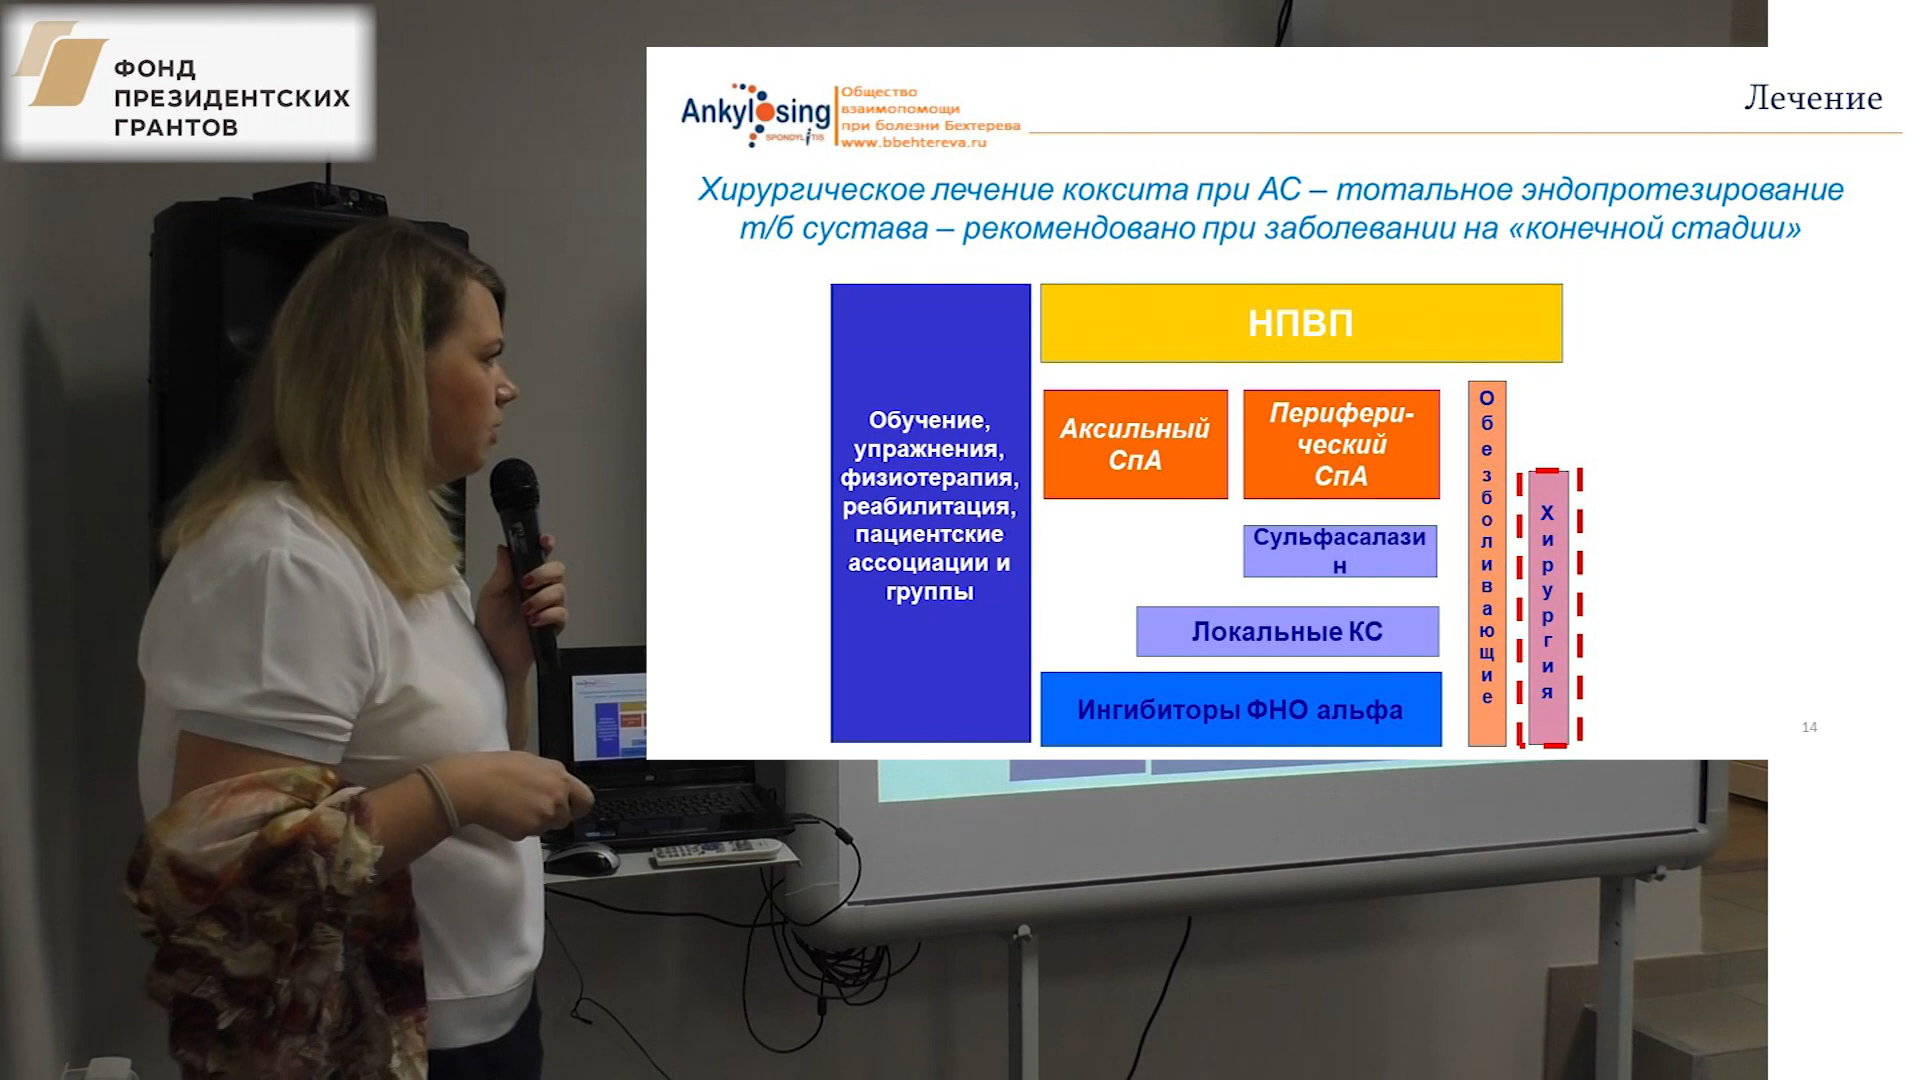 ФОНД
ПРЕЗИДЕНТСКИХ
ГРАНТОВ
Ankylosing
SPONDYLITIS
Общество
взаимопомощи
при болезни Бехтерева
www.bbehtereva.ru
Лечение
Хирургическое лечение коксита при АС – тотальное эндопротезирование
т/б сустава – рекомендовано при заболевании на «конечной стадии»
Обучение,
упражнения,
физиотерапия,
реабилитация,
пациентские
ассоциации и
группы
НПВП
Аксильный
СпА
Перифери-
ческий
СпА
Сульфасалази
н
Локальные КС
Ингибиторы ФНО альфа
Обезболивающие
Хирургия
14